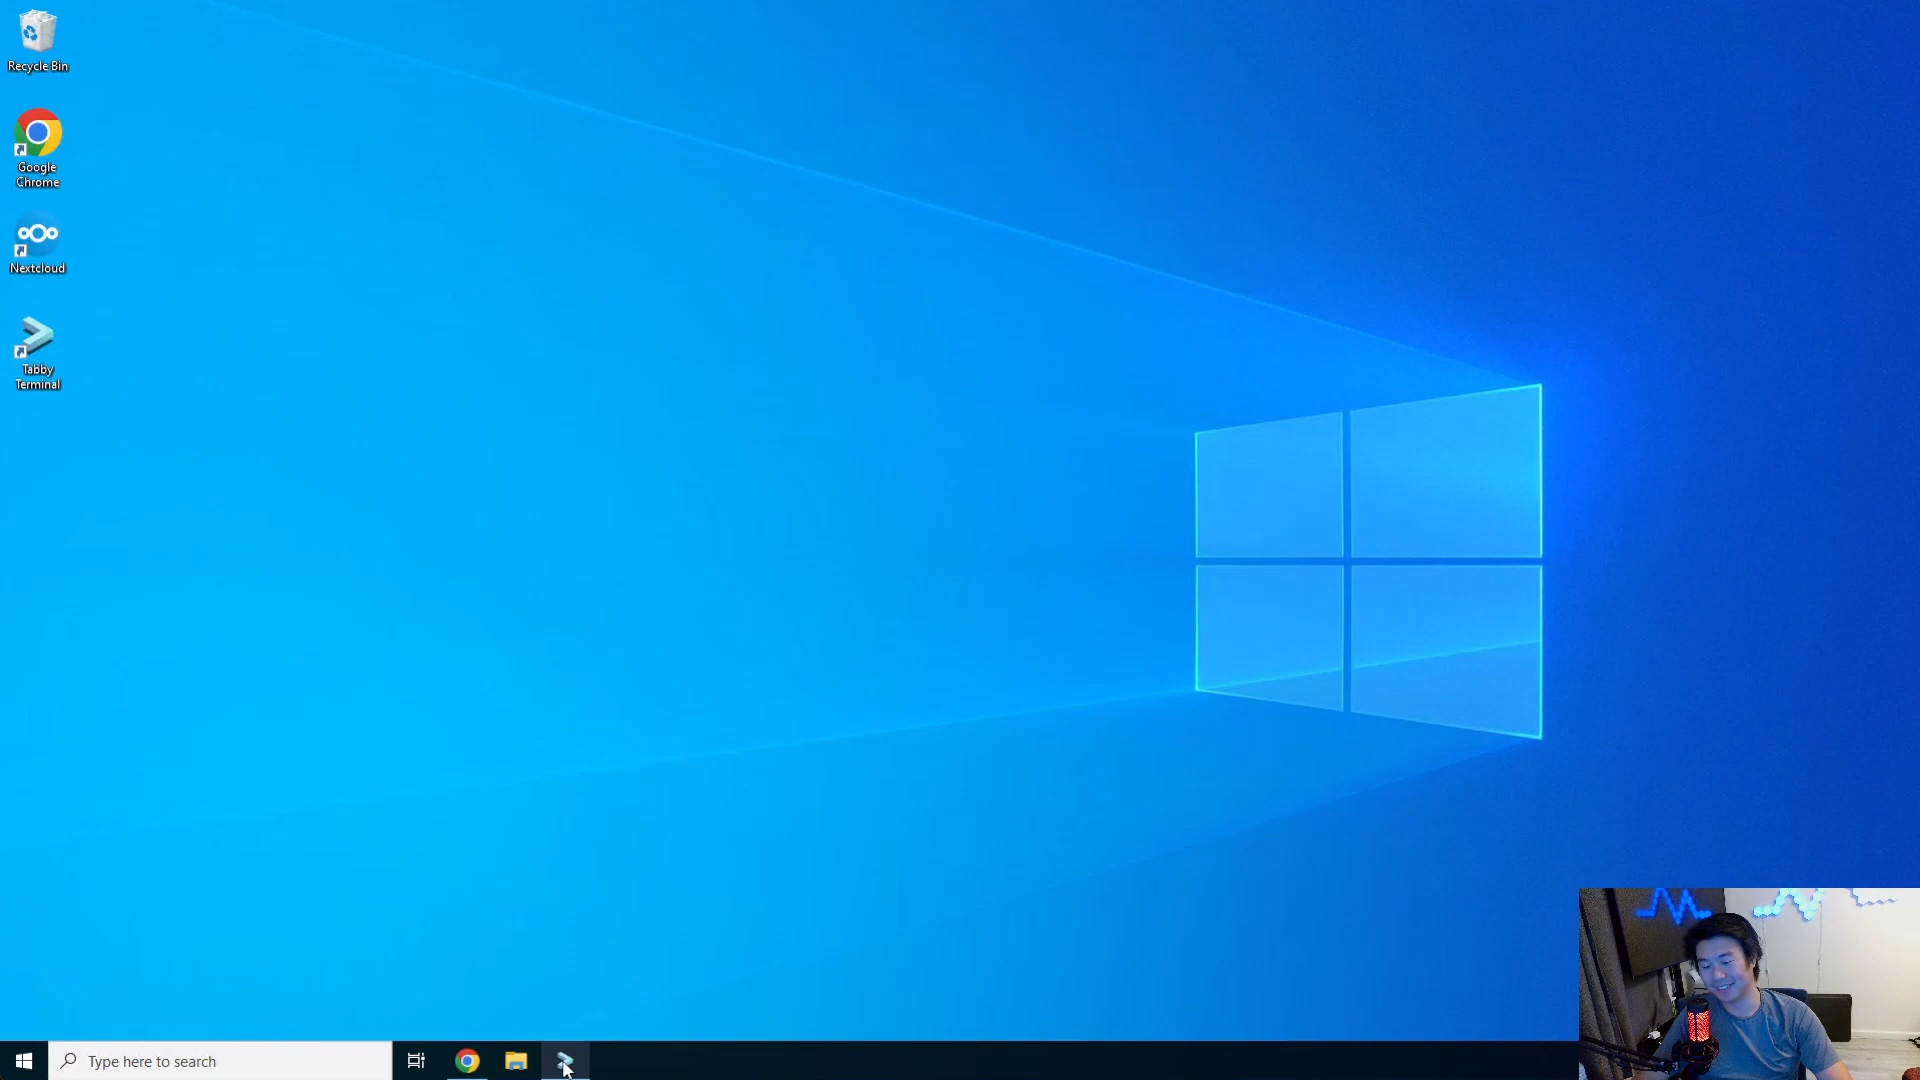 Recycle Bin
Google
Chrome
Nextcloud
Tabby
Terminal
Type here to search